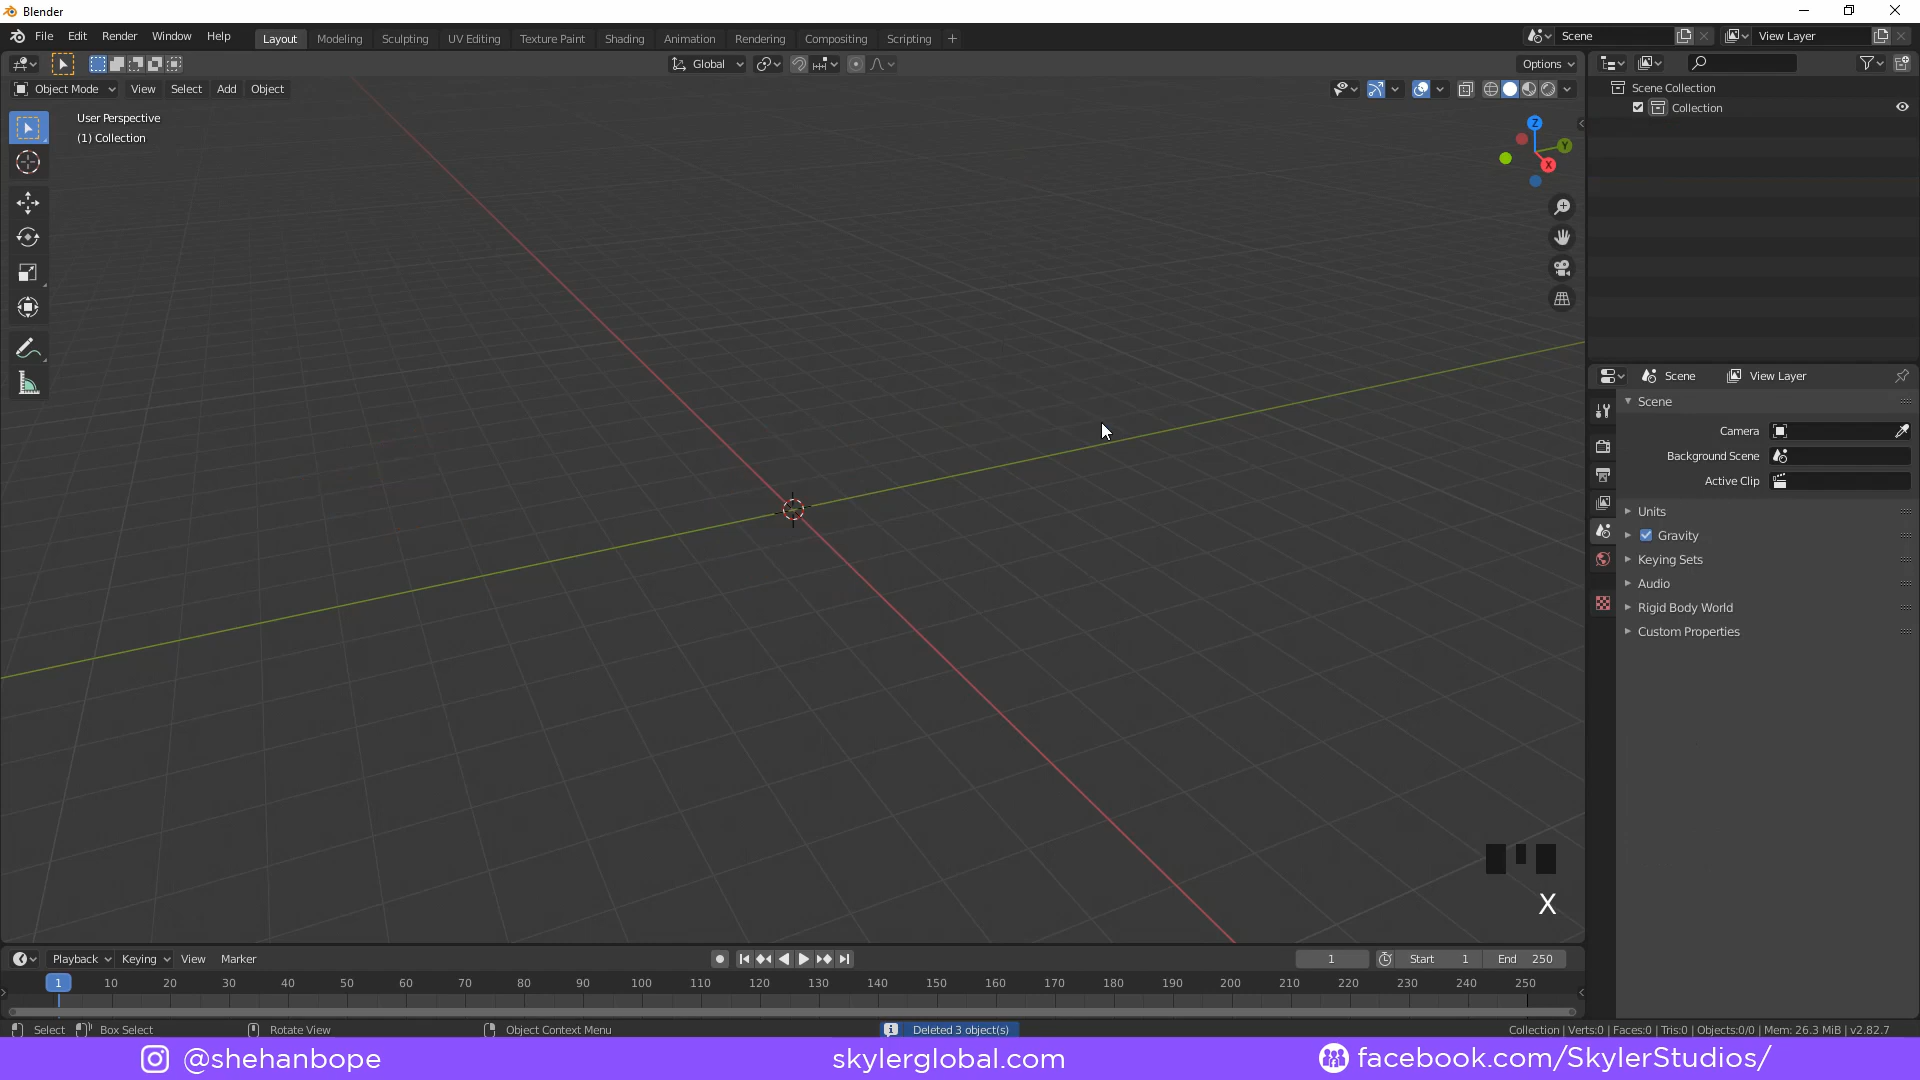 Blender
File Edit Render Window Help
Layout Modeling Sculpting UV Editing Texture Paint Shading Animation Rendering Compositing Scripting +
Scene
View Layer
Global
Options
Object Mode View Select Add Object
User Perspective
(1) Collection
Z
Y
X
Scene Collection
Collection
Scene View Layer
Scene
Camera
Background Scene
Active Clip
Units
Gravity
Keying Sets
Audio
Rigid Body World
Custom Properties
X
Playback Keying View Marker
1 Start 1 End 250
1 10 20 30 40 50 60 70 80 90 100 110 120 130 140 150 160 170 180 190 200 210 220 230 240 250
Select Box Select Rotate View Object Context Menu Deleted 3 object(s) Collection | Verts:0 | Faces:0 | Tris:0 | Objects:0/0 | Mem: 26.3 MiB | v2.82.7
@shehanbope skylerglobal.com facebook.com/SkylerStudios/